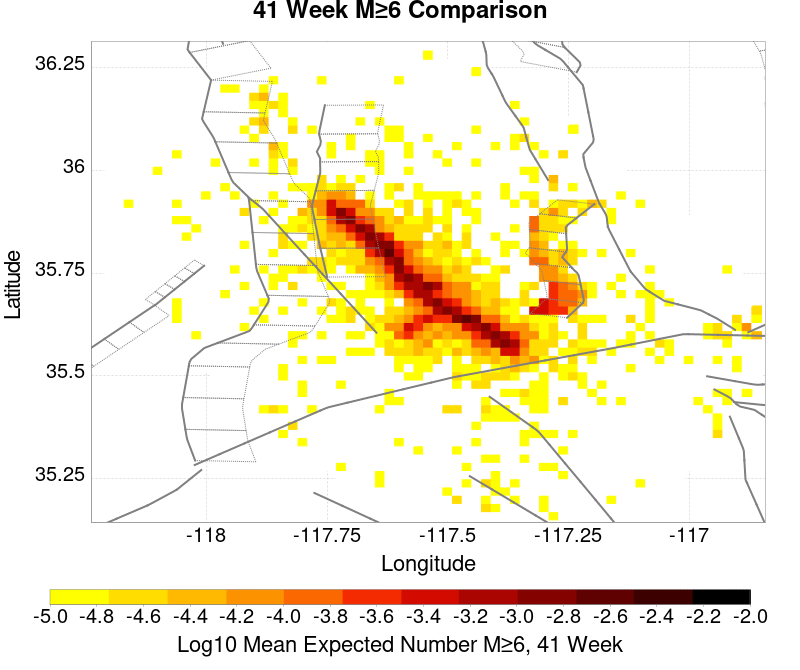 41 Week M≥6 Comparison
36.25
36
35.75
35.5
35.25
Latitude
-118 -117.75 -117.5 -117.25 -117
Longitude
-5.0 -4.8 -4.6 -4.4 -4.2 -4.0 -3.8 -3.6 -3.4 -3.2 -3.0 -2.8 -2.6 -2.4 -2.2 -2.0
Log10 Mean Expected Number M≥6, 41 Week